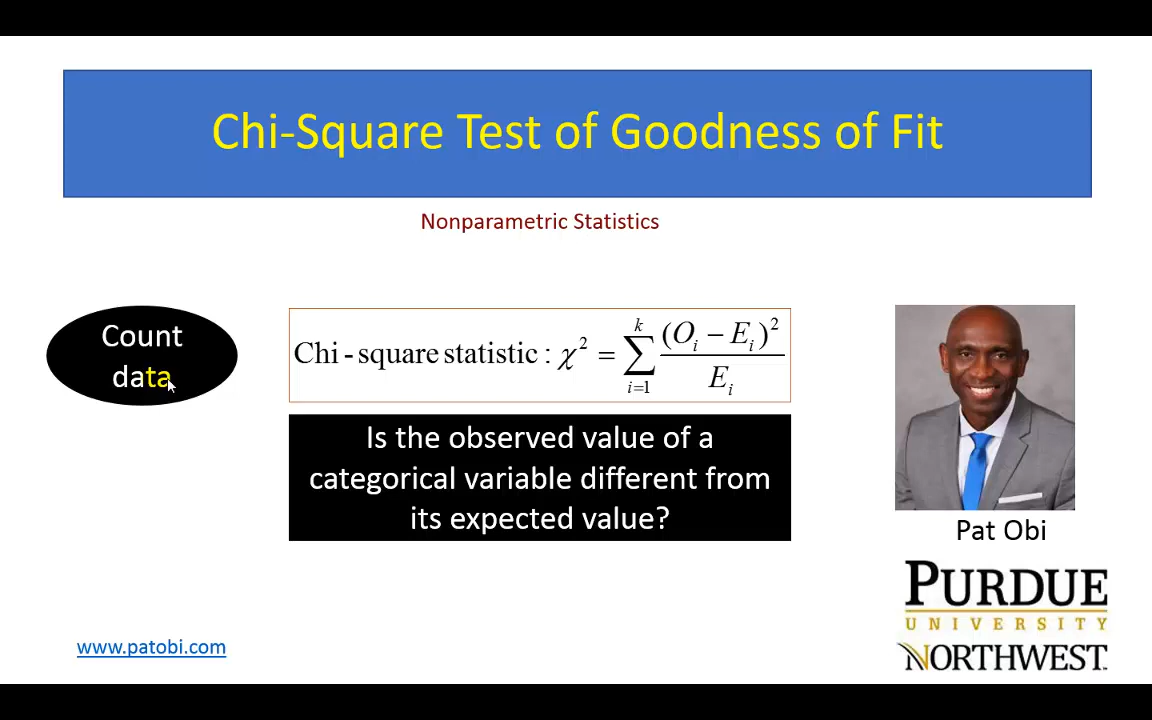 Chi-Square Test of Goodness of Fit
Nonparametric Statistics
Count
data
Chi - square statistic : χ² = ∑ᵢ₌₁ᵏ (Oᵢ − Eᵢ)² / Eᵢ
Is the observed value of a
categorical variable different from
its expected value?
Pat Obi
PURDUE
UNIVERSITY
NORTHWEST
www.patobi.com